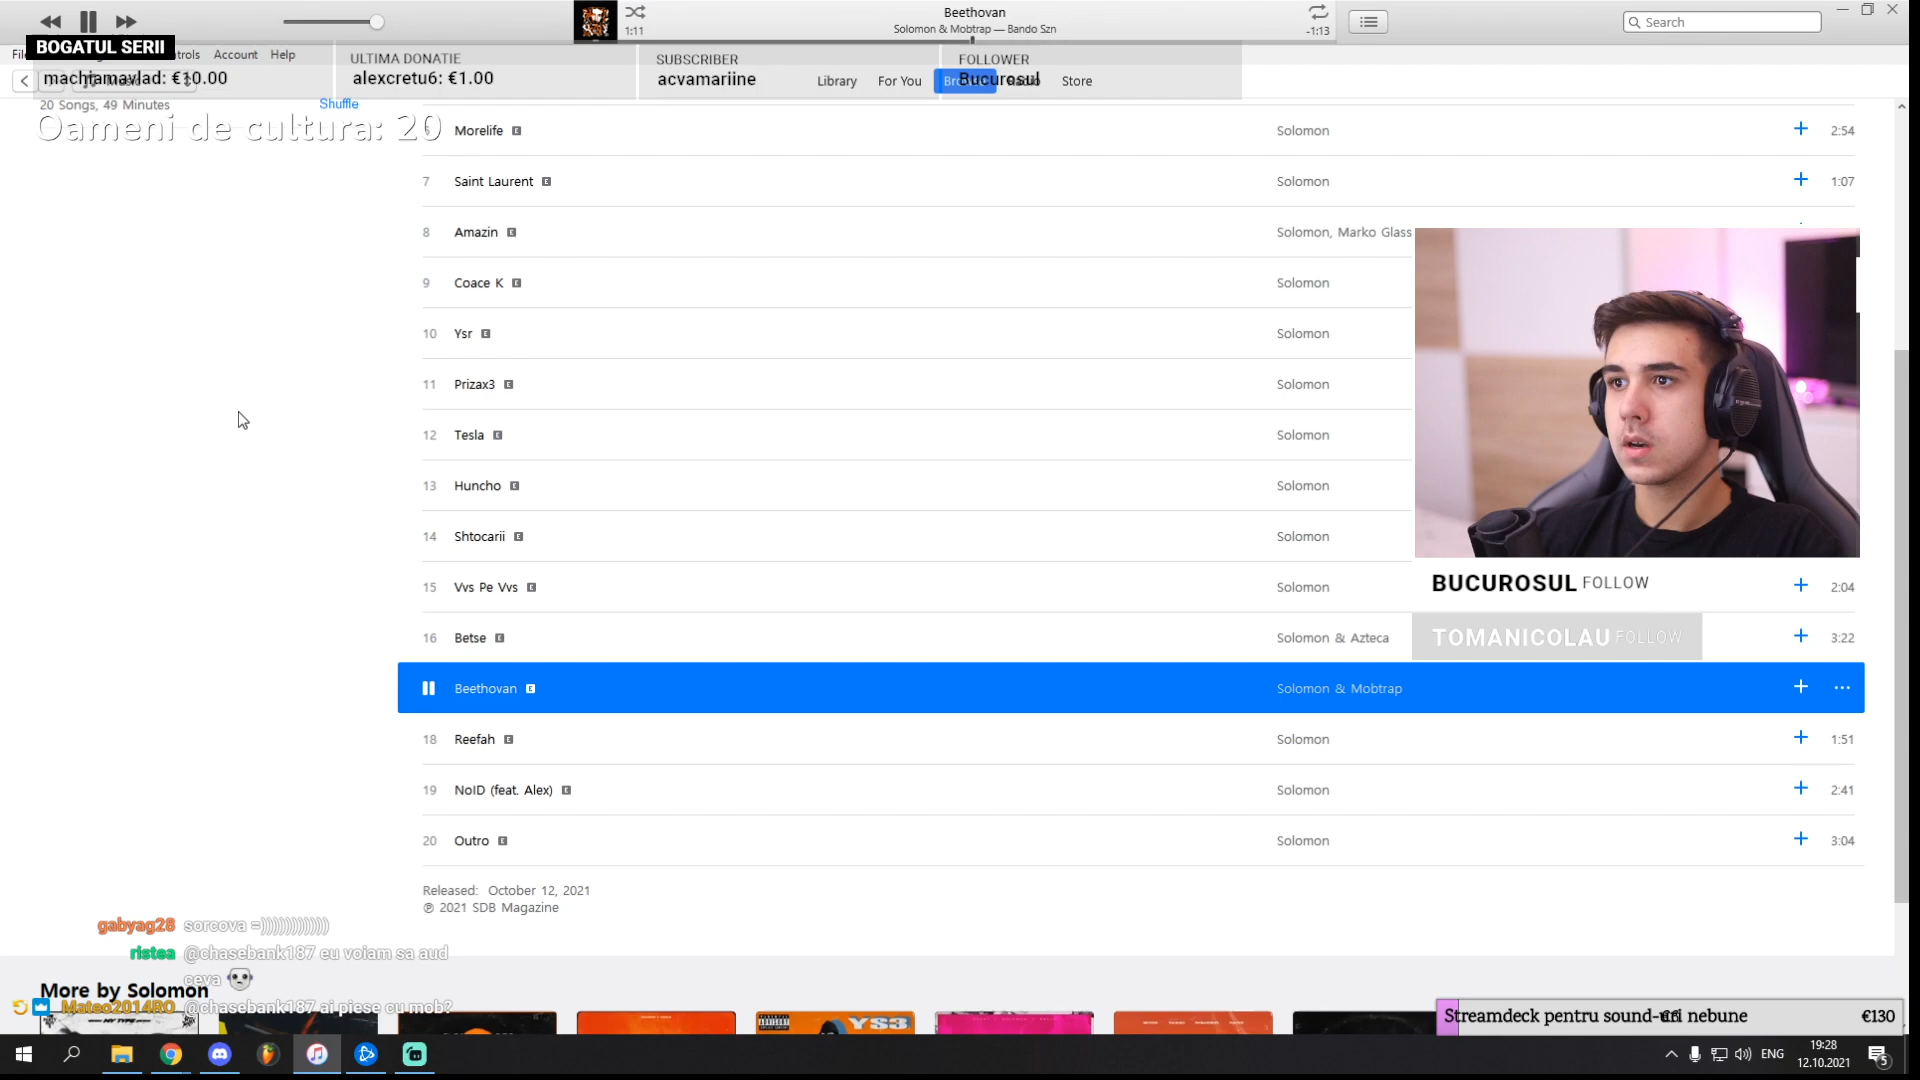 Beethovan
Solomon & Mobtrap — Bando Szn
1:11
-1:13
Search
BOGATUL SERII
Account
Help
ULTIMA DONATIE
SUBSCRIBER
FOLLOWER
machiamavlad: €10.00
alexcretu6: €1.00
acvamariine
Bucurosul
Library
For You
Store
20 Songs, 49 Minutes
Shuffle
Oameni de cultura: 20
Morelife E Solomon 2:54
7 Saint Laurent E Solomon 1:07
8 Amazin E Solomon, Marko Glass
9 Coace K E Solomon
10 Ysr E Solomon
11 Prizax3 E Solomon
12 Tesla E Solomon
13 Huncho E Solomon
14 Shtocarii E Solomon
15 Vvs Pe Vvs E Solomon 2:04
16 Betse E Solomon & Azteca 3:22
Beethovan E Solomon & Mobtrap
18 Reefah E Solomon 1:51
19 NoID (feat. Alex) E Solomon 2:41
20 Outro E Solomon 3:04
BUCUROSUL FOLLOW
TOMANICOLAU FOLLOW
Released: October 12, 2021
℗ 2021 SDB Magazine
gabyag28 sorcova =))))))))))))))
ristea @chasebank187 eu voiam sa aud
ceva
More by Solomon
Mateo2014RO @chasebank187 ai piese cu mob?
YS3
Streamdeck pentru sound-uri nebune
€130
ENG
19:28
12.10.2021
5